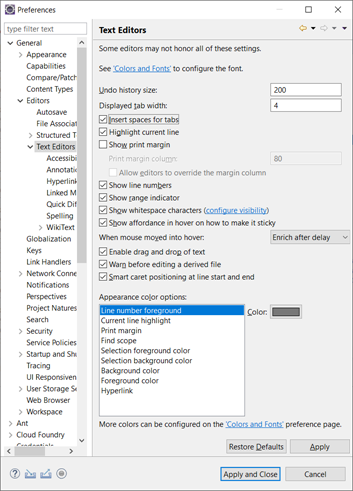 Preferences
type filter text
General
Appearance
Capabilities
Compare/Patch
Content Types
Editors
Autosave
File Associat
Structured T
Text Editors
Accessibi
Annotatio
Hyperlink
Linked M
Quick Dif
Spelling
WikiText
Globalization
Keys
Link Handlers
Network Connec
Notifications
Perspectives
Project Natures
Search
Security
Service Policies
Startup and Shu
Tracing
UI Responsiven
User Storage Se
Web Browser
Workspace
Ant
Cloud Foundry
Text Editors
Some editors may not honor all of these settings.
See 'Colors and Fonts' to configure the font.
Undo history size: 200
Displayed tab width: 4
Insert spaces for tabs
Highlight current line
Show print margin
Print margin column: 80
Allow editors to override the margin column
Show line numbers
Show range indicator
Show whitespace characters (configure visibility)
Show affordance in hover on how to make it sticky
When mouse moved into hover: Enrich after delay
Enable drag and drop of text
Warn before editing a derived file
Smart caret positioning at line start and end
Appearance color options:
Line number foreground
Current line highlight
Print margin
Find scope
Selection foreground color
Selection background color
Background color
Foreground color
Hyperlink
Color:
More colors can be configured on the 'Colors and Fonts' preference page.
Restore Defaults
Apply
Apply and Close
Cancel